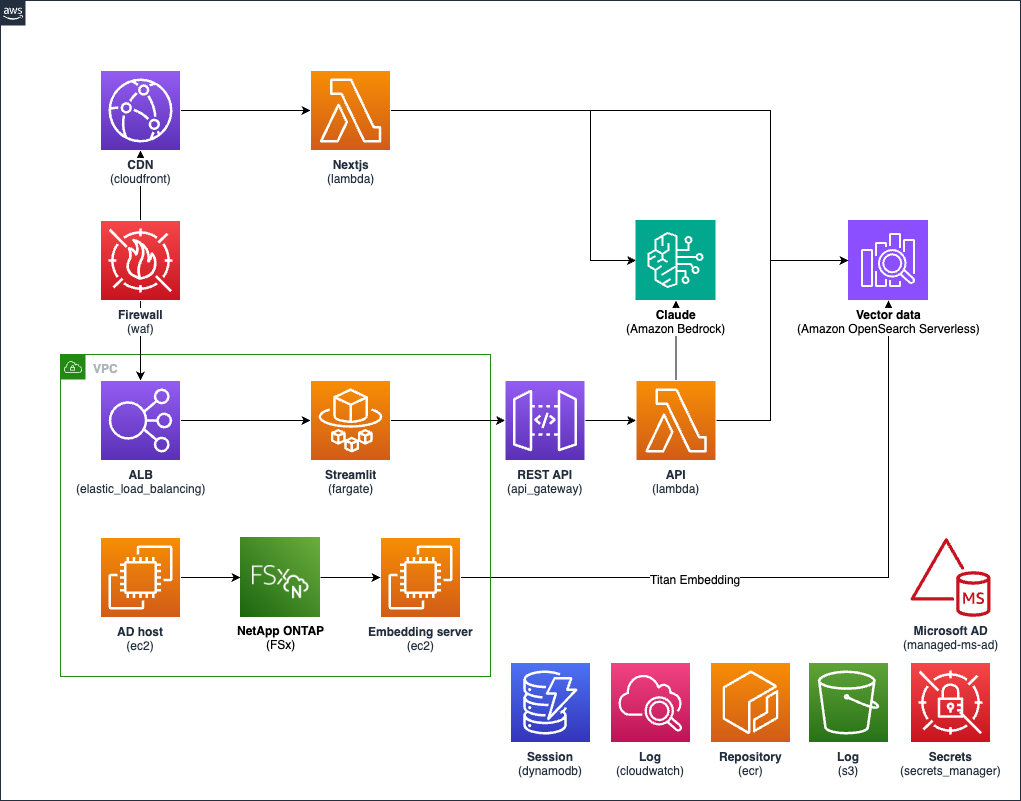 aws
CDN
(cloudfront)
Nextjs
(lambda)
Firewall
(waf)
Claude
(Amazon Bedrock)
Vector data
(Amazon OpenSearch Serverless)
VPC
ALB
(elastic_load_balancing)
Streamlit
(fargate)
</>
REST API
(api_gateway)
API
(lambda)
FSx
N
AD host
(ec2)
NetApp ONTAP
(FSx)
Embedding server
(ec2)
Titan Embedding
MS
Microsoft AD
(managed-ms-ad)
Session
(dynamodb)
Log
(cloudwatch)
Repository
(ecr)
Log
(s3)
Secrets
(secrets_manager)